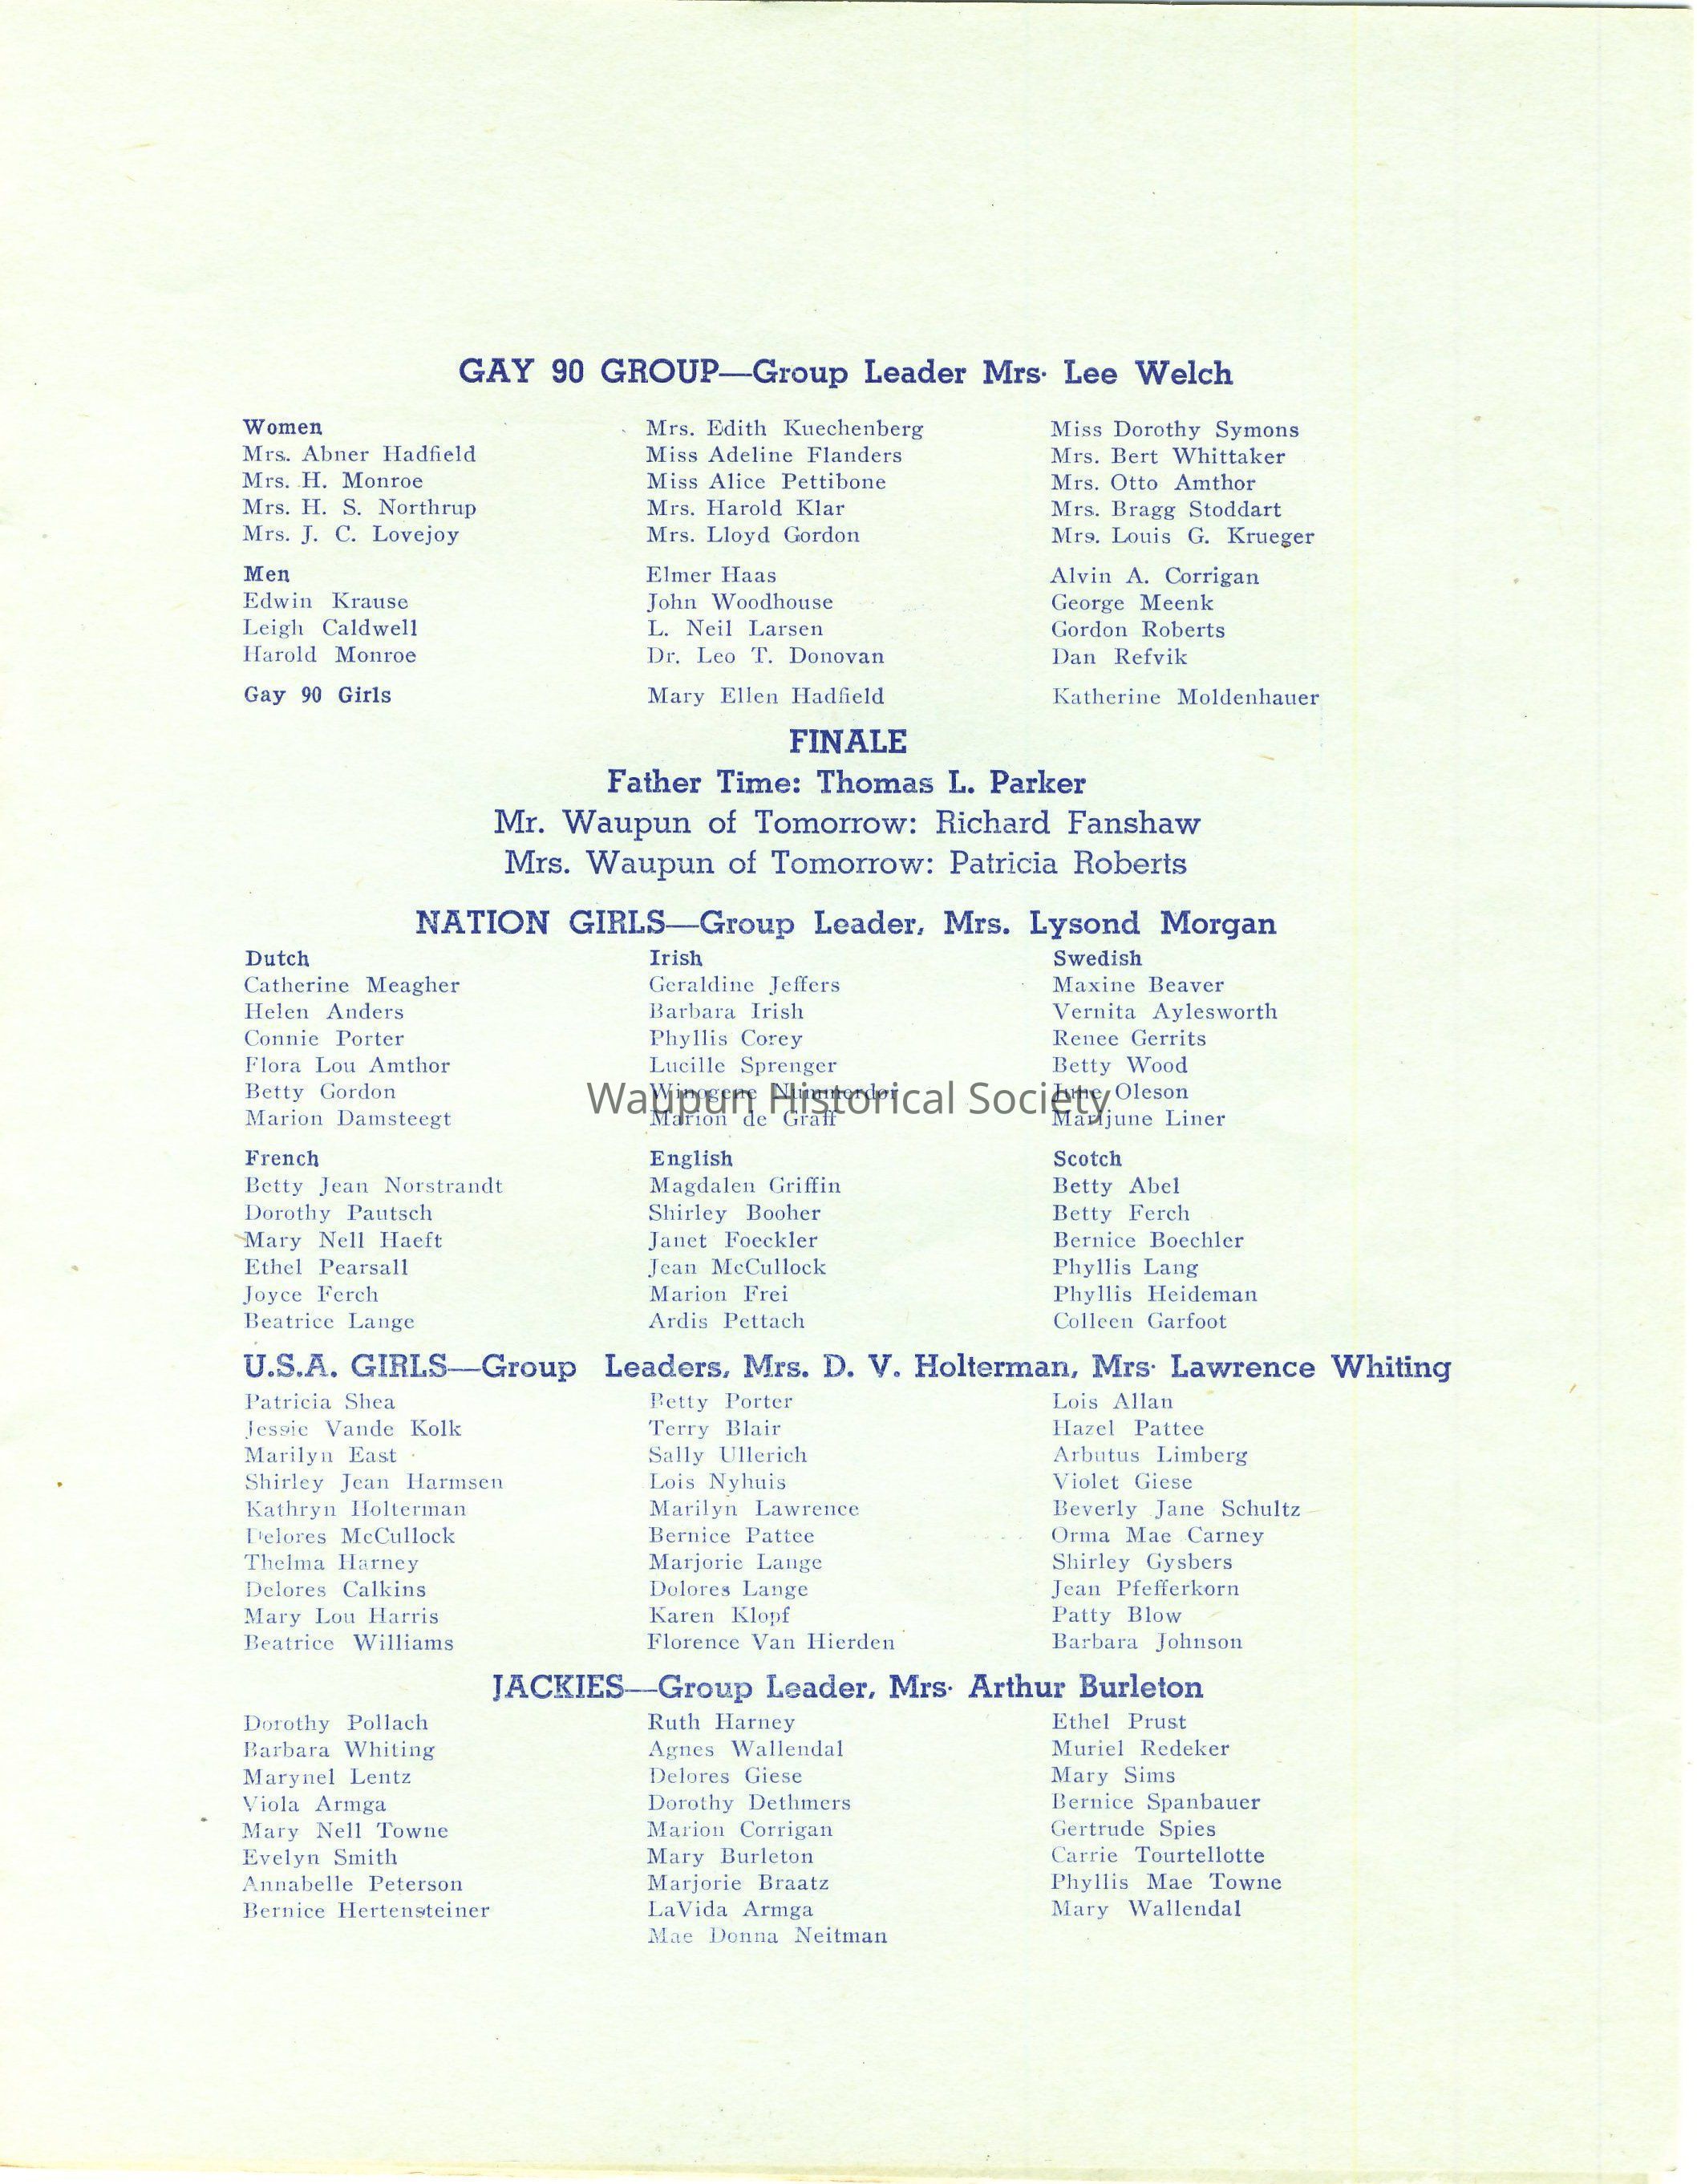 GAY 90 GROUP—Group Leader Mrs· Lee Welch
Women
Mrs. Abner Hadfield
Mrs. H. Monroe
Mrs. H. S. Northrup
Mrs. J. C. Lovejoy
Mrs. Edith Kuechenberg
Miss Adeline Flanders
Miss Alice Pettibone
Mrs. Harold Klar
Mrs. Lloyd Gordon
Miss Dorothy Symons
Mrs. Bert Whittaker
Mrs. Otto Amthor
Mrs. Bragg Stoddart
Mrs. Louis G. Krueger
Men
Edwin Krause
Leigh Caldwell
Harold Monroe
Elmer Haas
John Woodhouse
L. Neil Larsen
Dr. Leo T. Donovan
Alvin A. Corrigan
George Meenk
Gordon Roberts
Dan Refvik
Gay 90 Girls
Mary Ellen Hadfield
Katherine Moldenhauer
FINALE
Father Time: Thomas L. Parker
Mr. Waupun of Tomorrow: Richard Fanshaw
Mrs. Waupun of Tomorrow: Patricia Roberts
NATION GIRLS—Group Leader, Mrs. Lysond Morgan
Dutch
Catherine Meagher
Helen Anders
Connie Porter
Flora Lou Amthor
Betty Gordon
Marion Damsteegt
Irish
Geraldine Jeffers
Barbara Irish
Phyllis Corey
Lucille Sprenger
Winogene Nummerdor
Marion de Graff
Swedish
Maxine Beaver
Vernita Aylesworth
Renee Gerrits
Betty Wood
June Oleson
Marijune Liner
Waupun Historical Society
French
Betty Jean Norstrandt
Dorothy Pautsch
Mary Nell Haeft
Ethel Pearsall
Joyce Ferch
Beatrice Lange
English
Magdalen Griffin
Shirley Booher
Janet Foeckler
Jean McCullock
Marion Frei
Ardis Pettach
Scotch
Betty Abel
Betty Ferch
Bernice Boechler
Phyllis Lang
Phyllis Heideman
Colleen Garfoot
U.S.A. GIRLS—Group Leaders, Mrs. D. V. Holterman, Mrs· Lawrence Whiting
Patricia Shea
Jessie Vande Kolk
Marilyn East
Shirley Jean Harmsen
Kathryn Holterman
Delores McCullock
Thelma Harney
Delores Calkins
Mary Lou Harris
Beatrice Williams
Betty Porter
Terry Blair
Sally Ullerich
Lois Nyhuis
Marilyn Lawrence
Bernice Pattee
Marjorie Lange
Dolores Lange
Karen Klopf
Florence Van Hierden
Lois Allan
Hazel Pattee
Arbutus Limberg
Violet Giese
Beverly Jane Schultz
Orma Mae Carney
Shirley Gysbers
Jean Pfefferkorn
Patty Blow
Barbara Johnson
JACKIES—Group Leader, Mrs· Arthur Burleton
Dorothy Pollach
Barbara Whiting
Marynel Lentz
Viola Armga
Mary Nell Towne
Evelyn Smith
Annabelle Peterson
Bernice Hertensteiner
Ruth Harney
Agnes Wallendal
Delores Giese
Dorothy Dethmers
Marion Corrigan
Mary Burleton
Marjorie Braatz
LaVida Armga
Mae Donna Neitman
Ethel Prust
Muriel Redeker
Mary Sims
Bernice Spanbauer
Gertrude Spies
Carrie Tourtellotte
Phyllis Mae Towne
Mary Wallendal